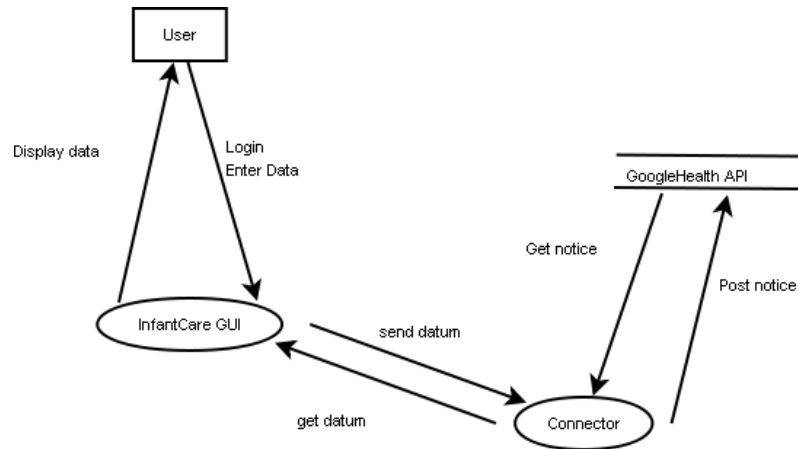 User
Display data
Login
Enter Data
GoogleHealth API
Get notice
Post notice
InfantCare GUI
send datum
get datum
Connector